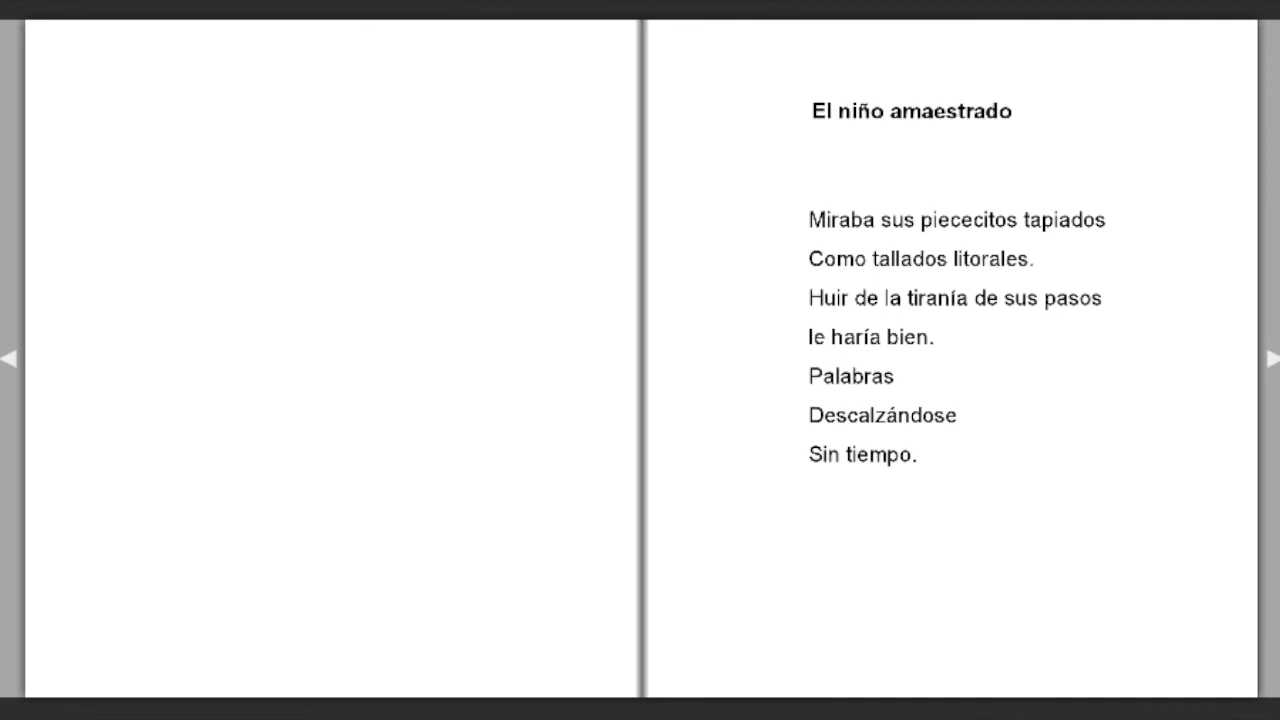 El niño amaestrado
Miraba sus piececitos tapiados
Como tallados litorales.
Huir de la tiranía de sus pasos
le haría bien.
Palabras
Descalzándose
Sin tiempo.